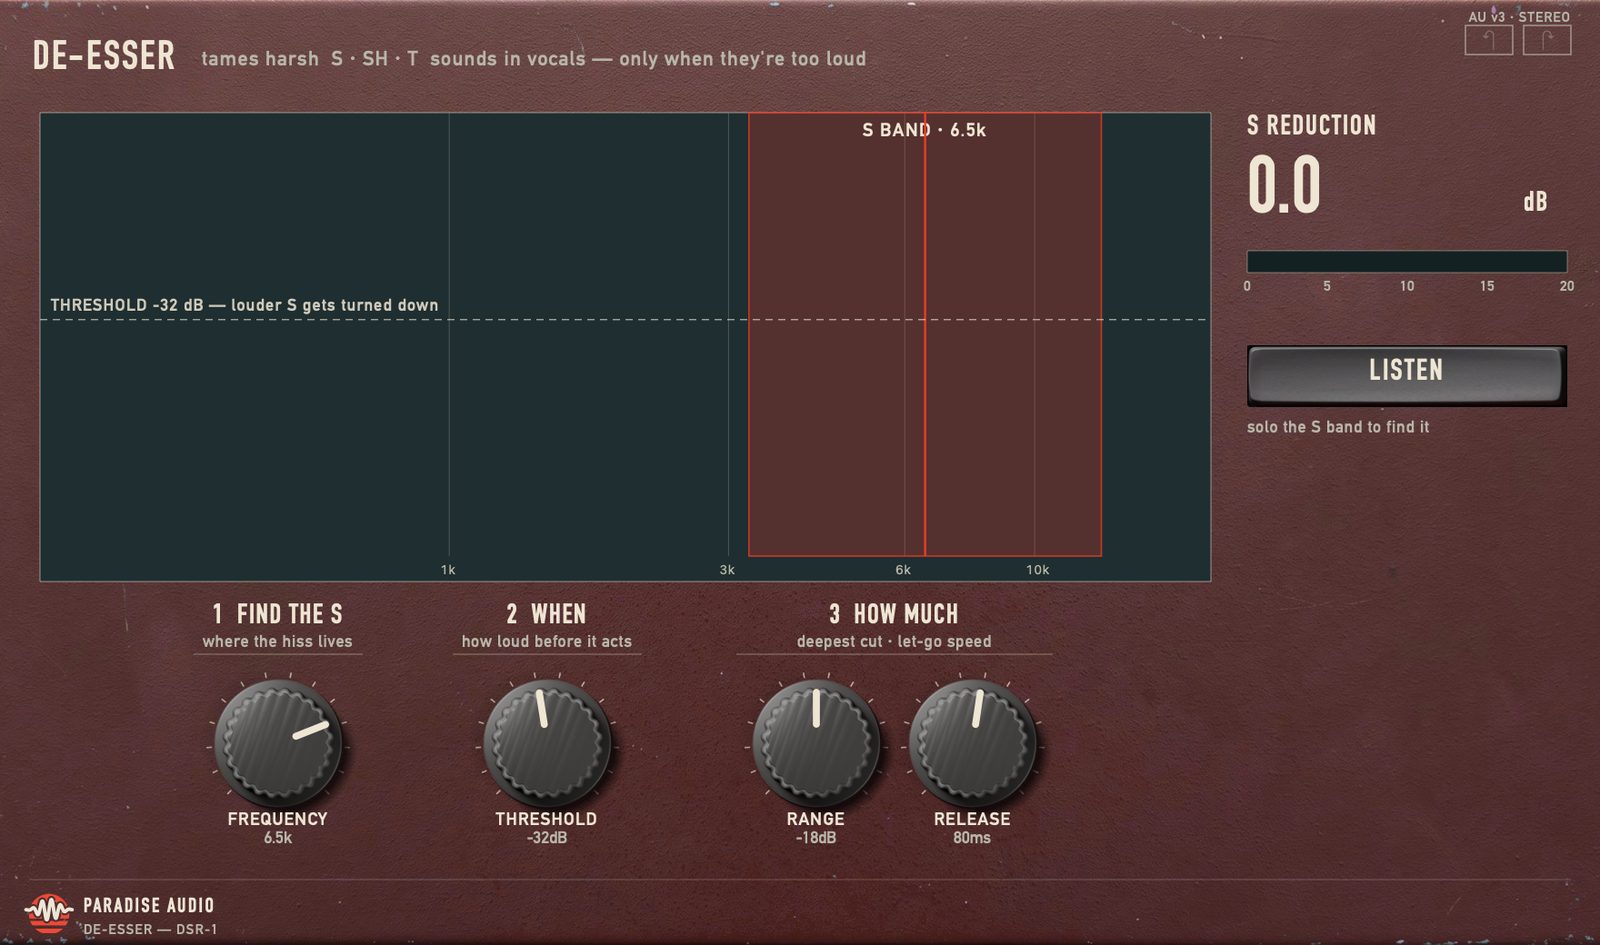 AU v3 · STEREO
DE-ESSER
tames harsh S · SH · T sounds in vocals — only when they're too loud
S BAND · 6.5k
THRESHOLD -32 dB — louder S gets turned down
1k
3k
6k
10k
S REDUCTION
0.0
dB
0 5 10 15 20
LISTEN
solo the S band to find it
1 FIND THE S
where the hiss lives
2 WHEN
how loud before it acts
3 HOW MUCH
deepest cut · let-go speed
FREQUENCY
6.5k
THRESHOLD
-32dB
RANGE
-18dB
RELEASE
80ms
PARADISE AUDIO
DE-ESSER — DSR-1